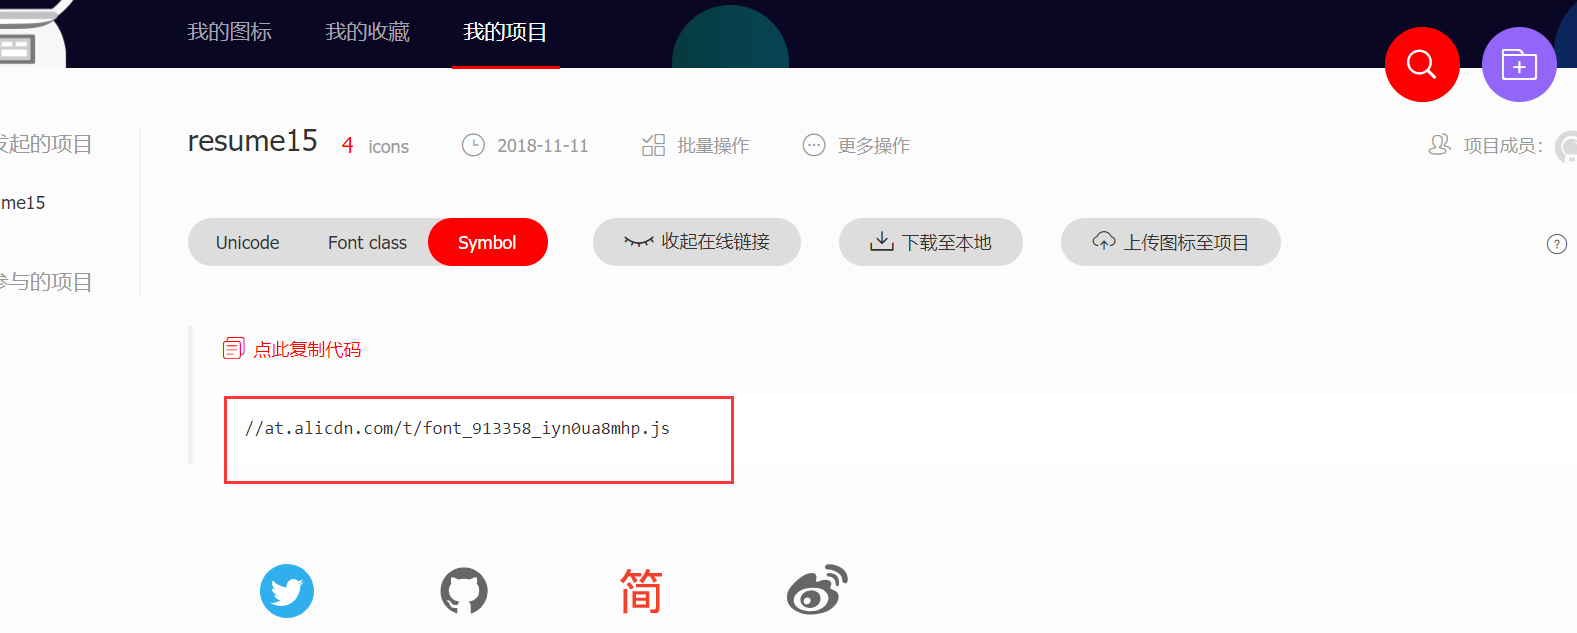 我的图标 我的收藏 我的项目
发起的项目
resume15 4 icons 2018-11-11 批量操作 更多操作 项目成员：
me15
Unicode Font class Symbol 收起在线链接 下载至本地 上传图标至项目
参与的项目
点此复制代码
//at.alicdn.com/t/font_913358_iyn0ua8mhp.js
简